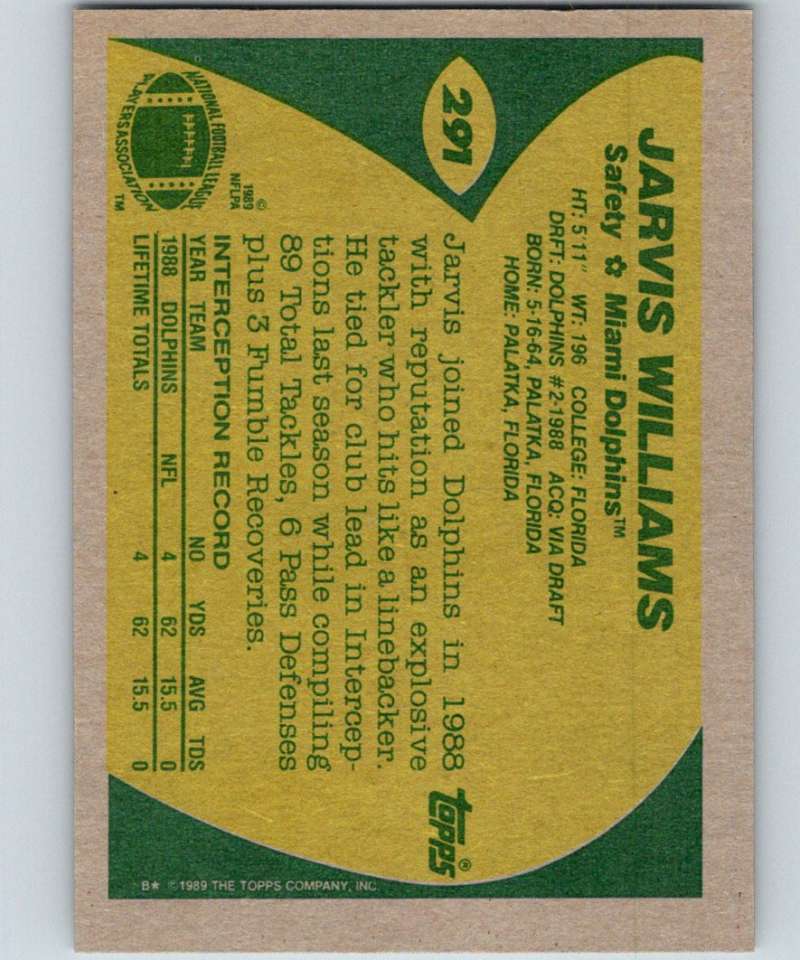 291
JARVIS WILLIAMS
Safety ✿ Miami Dolphins™
HT: 5'11" WT: 196 COLLEGE: FLORIDA
DRFT: DOLPHINS #2-1988 ACQ: VIA DRAFT
BORN: 5-16-64, PALATKA, FLORIDA
HOME: PALATKA, FLORIDA
Jarvis joined Dolphins in 1988
with reputation as an explosive
tackler who hits like a linebacker.
He tied for club lead in Intercep-
tions last season while compiling
89 Total Tackles, 6 Pass Defenses
plus 3 Fumble Recoveries.
INTERCEPTION RECORD
YEAR TEAM NO YDS AVG TDS
1988 DOLPHINS NFL 4 62 15.5 0
LIFETIME TOTALS 4 62 15.5 0
NATIONAL FOOTBALL LEAGUE
PLAYERS ASSOCIATION
TM
©
1989
NFLPA
topps®
B* ©1989 THE TOPPS COMPANY, INC.